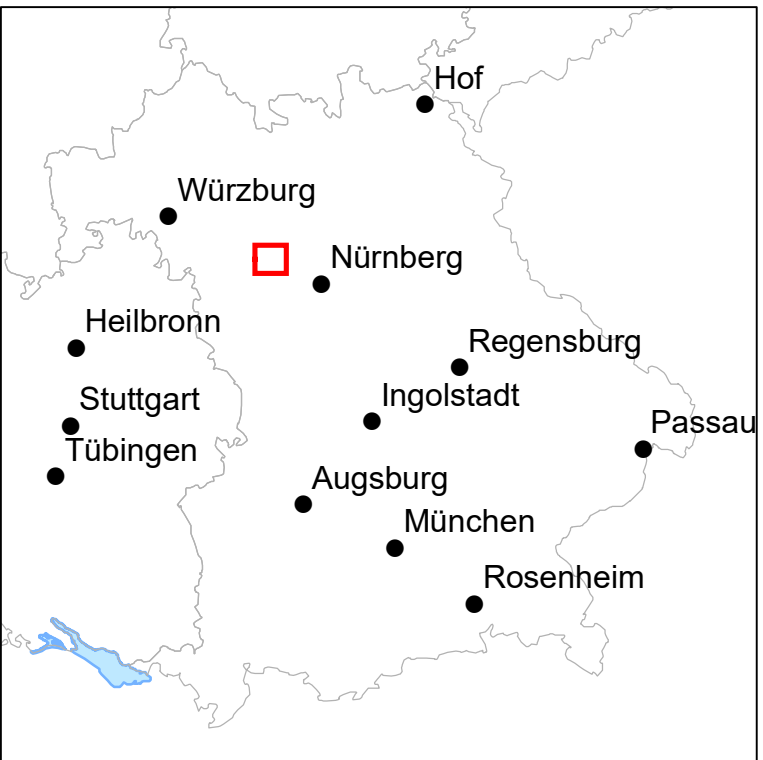 Hof
Würzburg
Nürnberg
Heilbronn
Regensburg
Ingolstadt
Stuttgart
Passau
Tübingen
Augsburg
München
Rosenheim